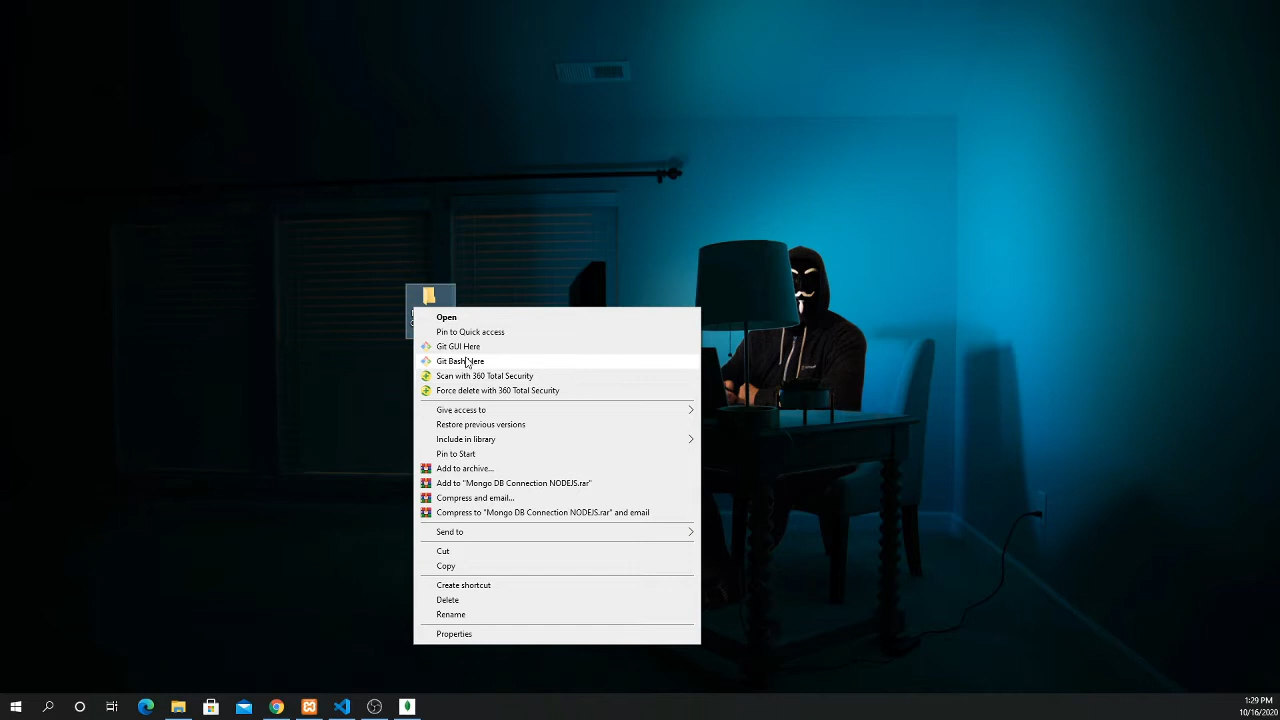 Open
Pin to Quick access
Git GUI Here
Git Bash Here
Scan with 360 Total Security
Force delete with 360 Total Security
Give access to
Restore previous versions
Include in library
Pin to Start
Add to archive...
Add to "Mongo DB Connection NODEJS.rar"
Compress and email...
Compress to "Mongo DB Connection NODEJS.rar" and email
Send to
Cut
Copy
Create shortcut
Delete
Rename
Properties
1:29 PM
10/16/2020